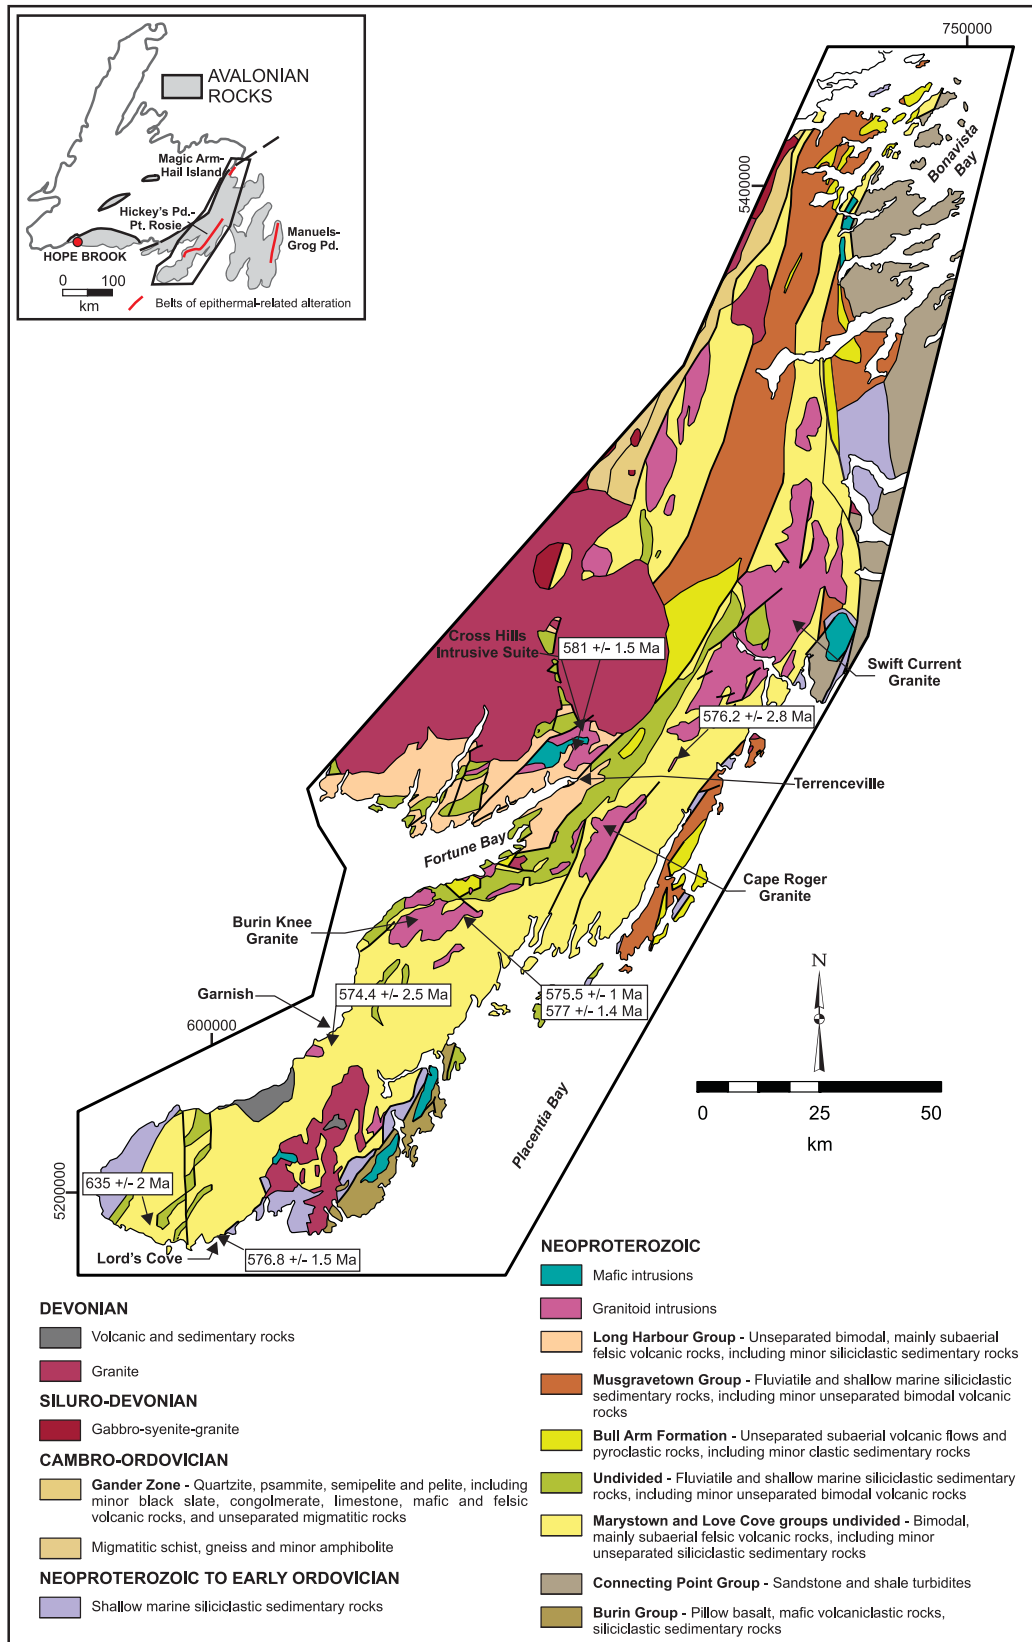 AVALONIAN
ROCKS
Magic Arm-
Hail Island
Hickey's Pd.-
Pt. Rosie
Manuels-
Grog Pd.
HOPE BROOK
0 100
km
Belts of epithermal-related alteration
750000
5400000
Bonavista
Bay
Cross Hills
Intrusive Suite
581 +/- 1.5 Ma
Swift Current
Granite
576.2 +/- 2.8 Ma
Terrenceville
Fortune Bay
Cape Roger
Granite
Burin Knee
Granite
N
Garnish
574.4 +/- 2.5 Ma
575.5 +/- 1 Ma
577 +/- 1.4 Ma
600000
0 25 50
km
Placentia Bay
5200000
635 +/- 2 Ma
Lord's Cove
576.8 +/- 1.5 Ma
DEVONIAN
Volcanic and sedimentary rocks
Granite
SILURO-DEVONIAN
Gabbro-syenite-granite
CAMBRO-ORDOVICIAN
Gander Zone - Quartzite, psammite, semipelite and pelite, including
minor black slate, congolmerate, limestone, mafic and felsic
volcanic rocks, and unseparated migmatitic rocks
Migmatitic schist, gneiss and minor amphibolite
NEOPROTEROZOIC TO EARLY ORDOVICIAN
Shallow marine siliciclastic sedimentary rocks
NEOPROTEROZOIC
Mafic intrusions
Granitoid intrusions
Long Harbour Group - Unseparated bimodal, mainly subaerial
felsic volcanic rocks, including minor siliciclastic sedimentary rocks
Musgravetown Group - Fluviatile and shallow marine siliciclastic
sedimentary rocks, including minor unseparated bimodal volcanic
rocks
Bull Arm Formation - Unseparated subaerial volcanic flows and
pyroclastic rocks, including minor clastic sedimentary rocks
Undivided - Fluviatile and shallow marine siliciclastic sedimentary
rocks, including minor unseparated bimodal volcanic rocks
Marystown and Love Cove groups undivided - Bimodal,
mainly subaerial felsic volcanic rocks, including minor
unseparated siliciclastic sedimentary rocks
Connecting Point Group - Sandstone and shale turbidites
Burin Group - Pillow basalt, mafic volcaniclastic rocks,
siliciclastic sedimentary rocks